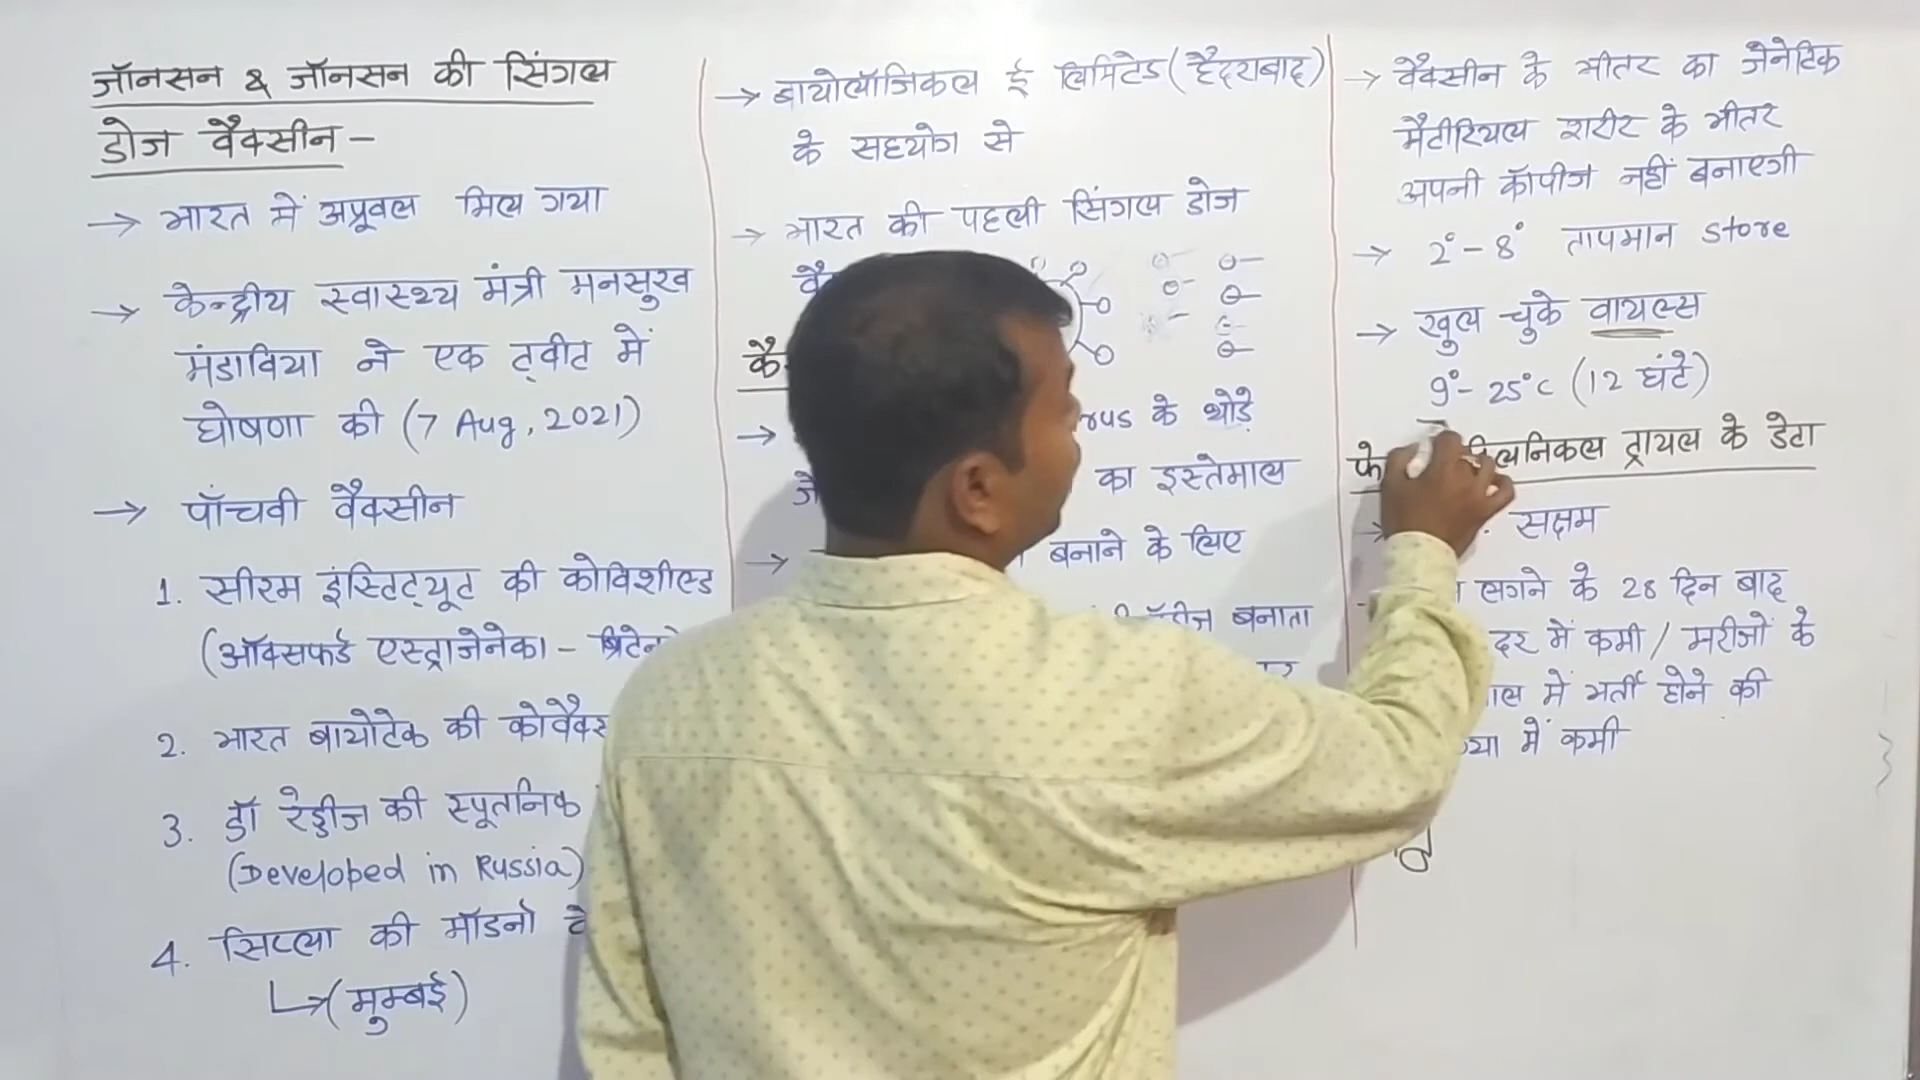 जॉनसन & जॉनसन की सिंगल
डोज वैक्सीन -
→ भारत में अप्रूवल मिल गया
→ केन्द्रीय स्वास्थ्य मंत्री मनसुख
मंडाविया ने एक ट्वीट में
घोषणा की (7 Aug, 2021)
→ पॉचवी वैक्सीन
1. सीरम इंस्टिट्यूट की कोविशील्ड
(ऑक्सफर्ड एस्ट्राजेनेका -
2. भारत बायोटेक की
3. डॉ रेड्डीज की स्पूतनिक
(Developed in Russia)
4. सिप्ला की मॉडर्ना
↳ (मुम्बई)
→ बायोलॉजिकल ई लिमिटेड (हैदराबाद)
के सहयोग से
→ भारत की पहली सिंगल डोज
के थोड़े
का इस्तेमाल
बनाने के लिए
बनाता
→ वैक्सीन के भीतर का जेनेटिक
मैटीरियल शरीर के भीतर
अपनी कॉपीज नहीं बनाएगी
→ 2° - 8° तापमान store
→ खुल चुके वायल्स
9° - 25°C (12 घंटे)
ट्रायल के डेटा
सक्षम
लगने के 28 दिन बाद
दर में कमी / मरीजों के
में भर्ती होने की
में कमी